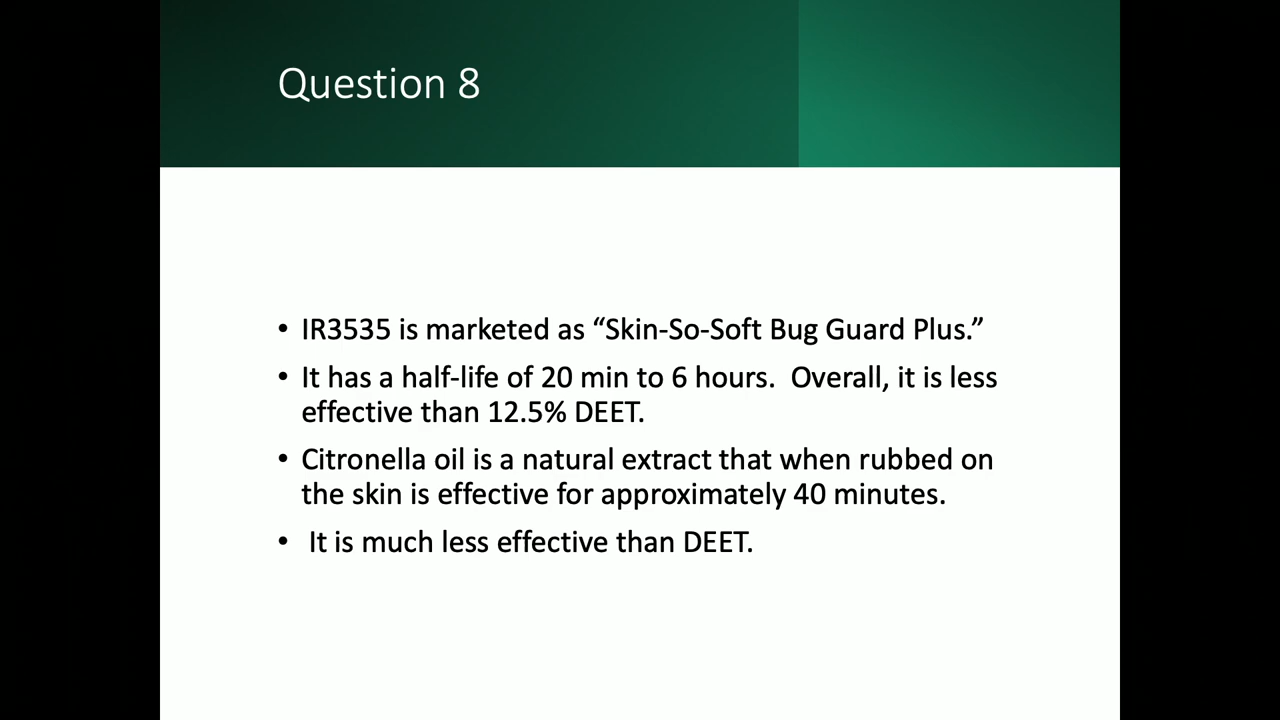 Question 8
• IR3535 is marketed as “Skin-So-Soft Bug Guard Plus.”
• It has a half-life of 20 min to 6 hours.  Overall, it is less
effective than 12.5% DEET.
• Citronella oil is a natural extract that when rubbed on
the skin is effective for approximately 40 minutes.
•  It is much less effective than DEET.